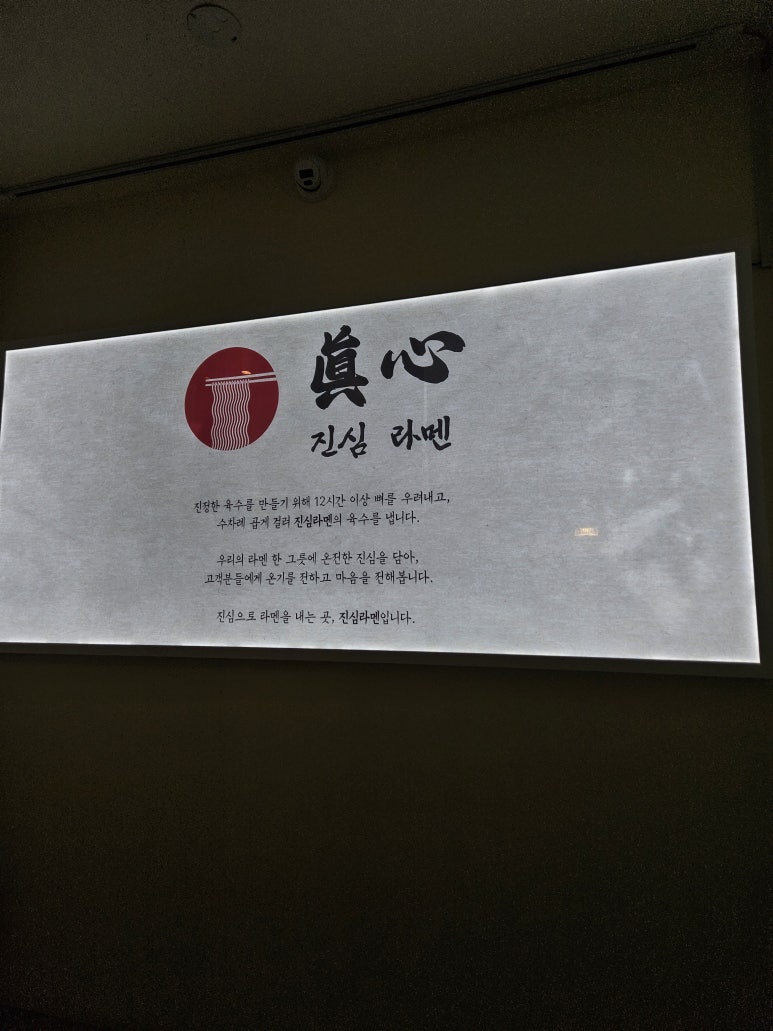 眞心
진심 라멘
진정한 육수를 만들기 위해 12시간 이상 뼈를 우려내고,
수차례 곱게 걸러 진심라멘의 육수를 냅니다.
우리의 라멘 한 그릇에 온전한 진심을 담아,
고객분들에게 온기를 전하고 마음을 전해봅니다.
진심으로 라멘을 내는 곳, 진심라멘입니다.